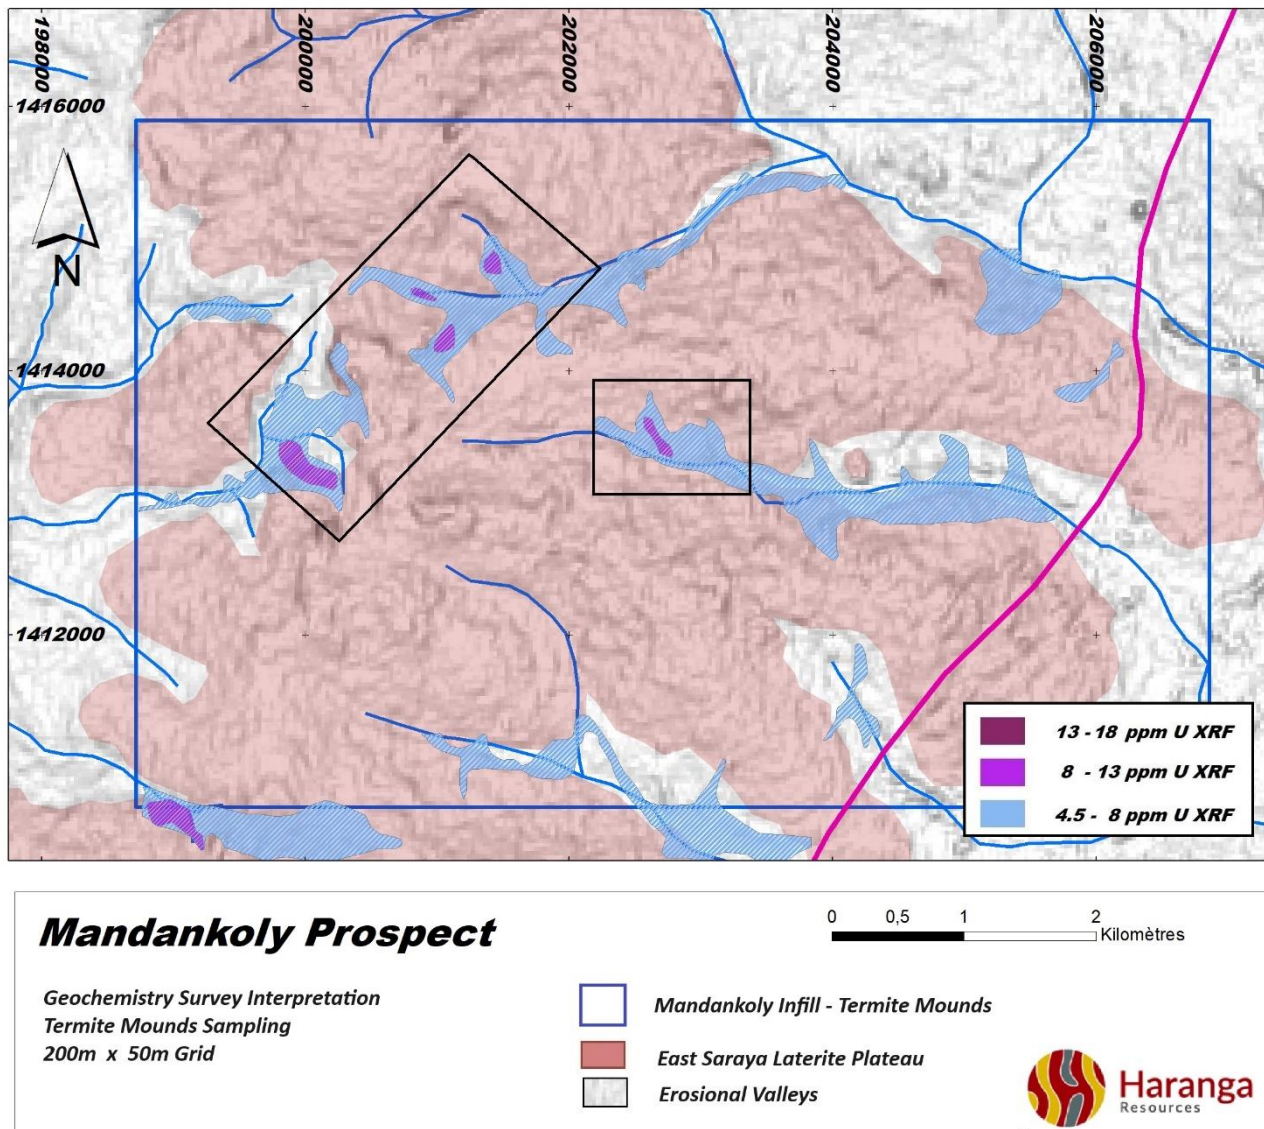 198000
200000
202000
204000
206000
1416000
N
1414000
1412000
13 - 18 ppm U XRF
8 - 13 ppm U XRF
4.5 - 8 ppm U XRF
Mandankoly Prospect
Geochemistry Survey Interpretation
Termite Mounds Sampling
200m x 50m Grid
0 0,5 1 2
Kilomètres
Mandankoly Infill - Termite Mounds
East Saraya Laterite Plateau
Erosional Valleys
Haranga
Resources